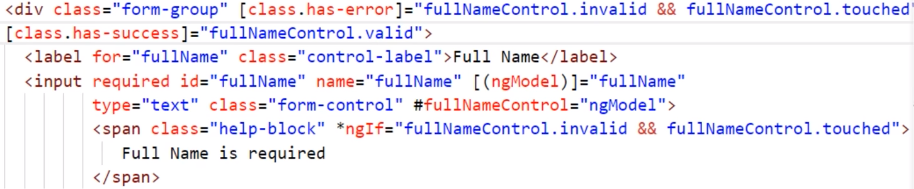 <div class="form-group" [class.has-error]="fullNameControl.invalid && fullNameControl.touched"
[class.has-success]="fullNameControl.valid">
<label for="fullName" class="control-label">Full Name</label>
<input required id="fullName" name="fullName" [(ngModel)]="fullName"
type="text" class="form-control" #fullNameControl="ngModel">
<span class="help-block" *ngIf="fullNameControl.invalid && fullNameControl.touched">
Full Name is required
</span>